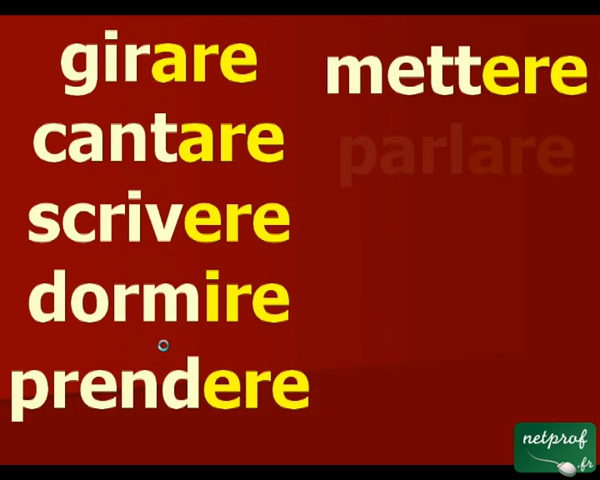 girare
cantare
scrivere
dormire
prendere
mettere
parlare
netprof
.fr